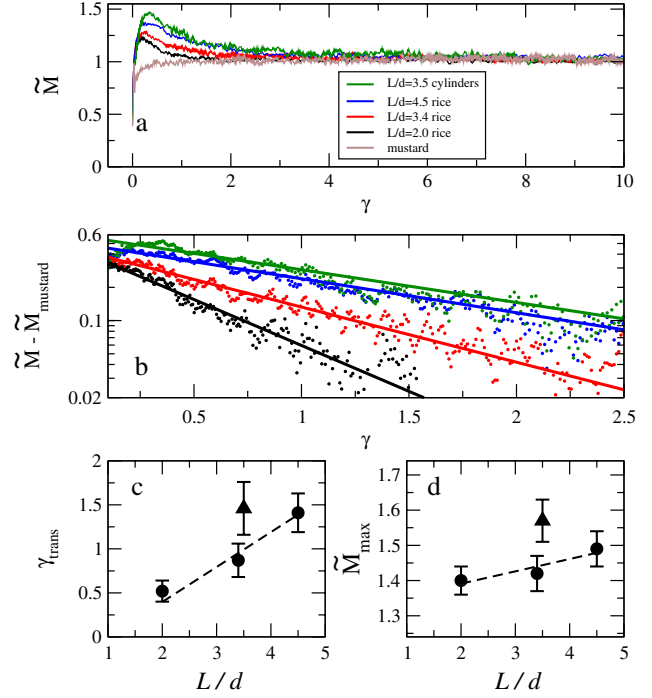 1.5
1
0.5
0
M̃
a
L/d=3.5 cylinders
L/d=4.5 rice
L/d=3.4 rice
L/d=2.0 rice
mustard
0 2 4 6 8 10
γ
0.6
0.1
0.02
M̃ - M̃mustard
b
0.5 1 1.5 2 2.5
γ
2
1.5
1
0.5
0
γtrans
c
1 2 3 4 5
L / d
1.7
1.6
1.5
1.4
1.3
M̃max
d
1 2 3 4 5
L / d